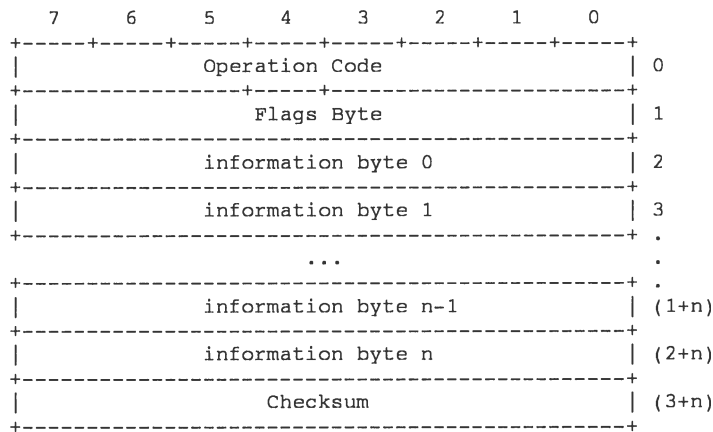 7 6 5 4 3 2 1 0
+-----+-----+-----+-----+-----+-----+-----+-----+
| Operation Code | 0
+-----------------+-----+-----------------------+
| Flags Byte | 1
+-----------------------------------------------+
| information byte 0 | 2
+-----------------------------------------------+
| information byte 1 | 3
+-----------------------------------------------+ .
... .
+-----------------------------------------------+ .
| information byte n-1 | (1+n)
+-----------------------------------------------+
| information byte n | (2+n)
+-----------------------------------------------+
| Checksum | (3+n)
+-----------------------------------------------+